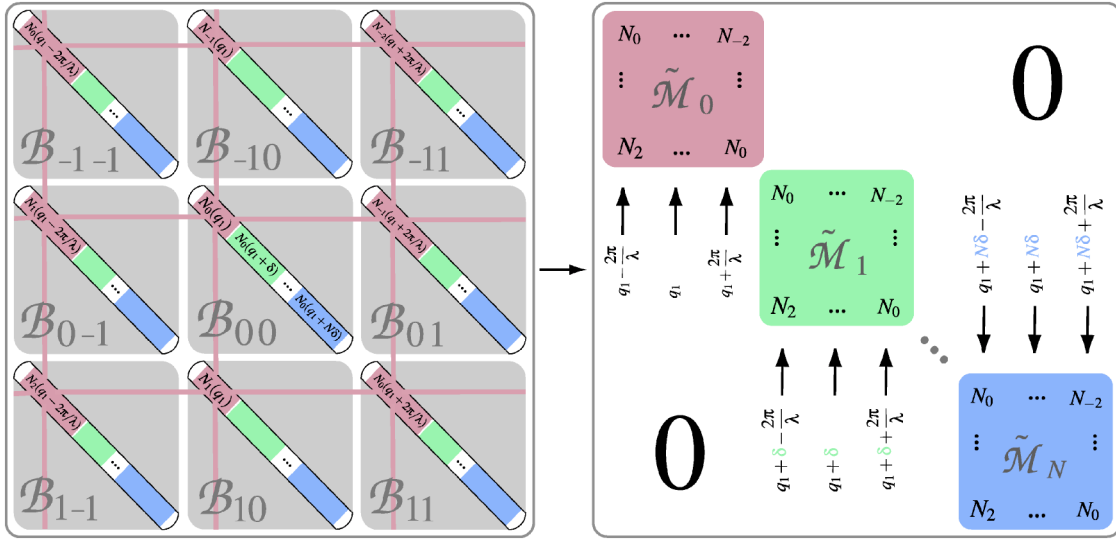 N₀(q₁−2π/λ)
...
ℬ₋₁₋₁
N₋₁(q₁)
...
ℬ₋₁₀
N₋₂(q₁+2π/λ)
...
ℬ₋₁₁
N₁(q₁−2π/λ)
...
ℬ₀₋₁
N₀(q₁)
N₀(q₁+δ)
...
N₀(q₁+Nδ)
ℬ₀₀
N₋₁(q₁+2π/λ)
...
ℬ₀₁
N₂(q₁−2π/λ)
...
ℬ₁₋₁
N₁(q₁)
...
ℬ₁₀
N₀(q₁+2π/λ)
...
ℬ₁₁
N₀ ... N₋₂
⋮ ℳ̃₀ ⋮
N₂ ... N₀
0
q₁−2π/λ
q₁
q₁+2π/λ
N₀ ... N₋₂
⋮ ℳ̃₁ ⋮
N₂ ... N₀
q₁+Nδ−2π/λ
q₁+Nδ
q₁+Nδ+2π/λ
...
0
q₁+δ−2π/λ
q₁+δ
q₁+δ+2π/λ
N₀ ... N₋₂
⋮ ℳ̃_N ⋮
N₂ ... N₀